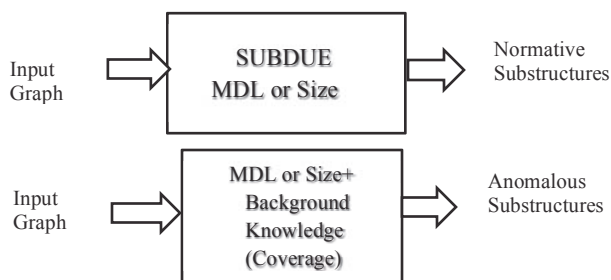 Input
Graph
SUBDUE
MDL or Size
Normative
Substructures
Input
Graph
MDL or Size+
Background
Knowledge
(Coverage)
Anomalous
Substructures